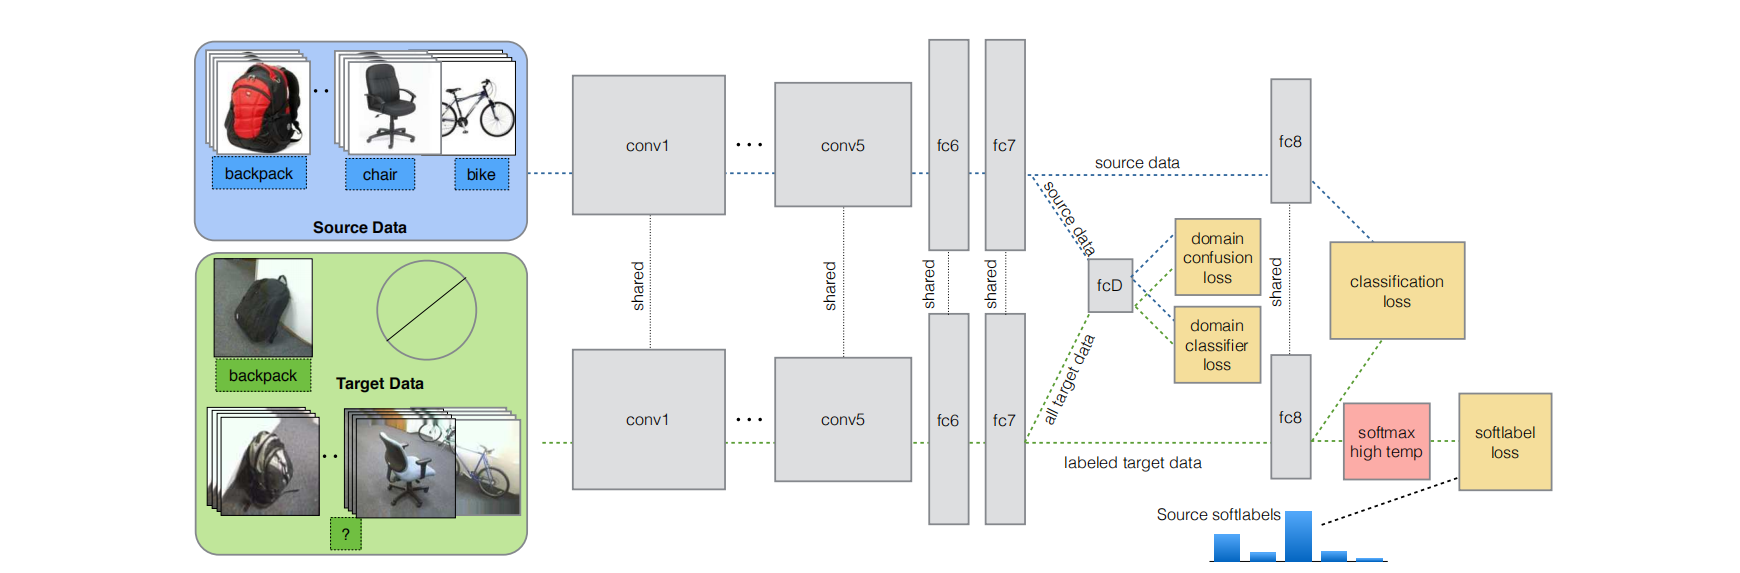 backpack
chair
bike
Source Data
backpack
Target Data
?
conv1
...
conv5
fc6
fc7
source data
source data
fc8
shared
shared
shared
shared
fcD
domain
confusion
loss
domain
classifier
loss
shared
classification
loss
all target data
conv1
...
conv5
fc6
fc7
labeled target data
fc8
softmax
high temp
softlabel
loss
Source softlabels